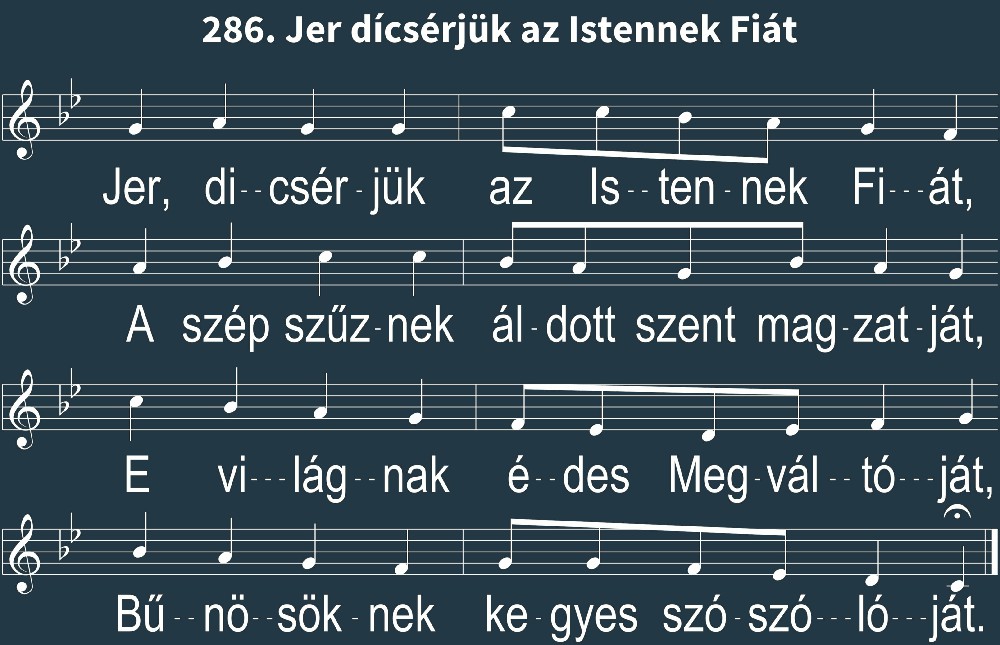 286. Jer dícsérjük az Istennek Fiát
Jer, di--csér-jük az Is--ten-nek Fi---át,
A szép szűz-nek ál-dott szent mag-zat-ját,
E vi---lág--nak é--des Meg-vál--tó---ját,
Bű--nö--sök-nek ke-gyes szó-szó---ló---ját.